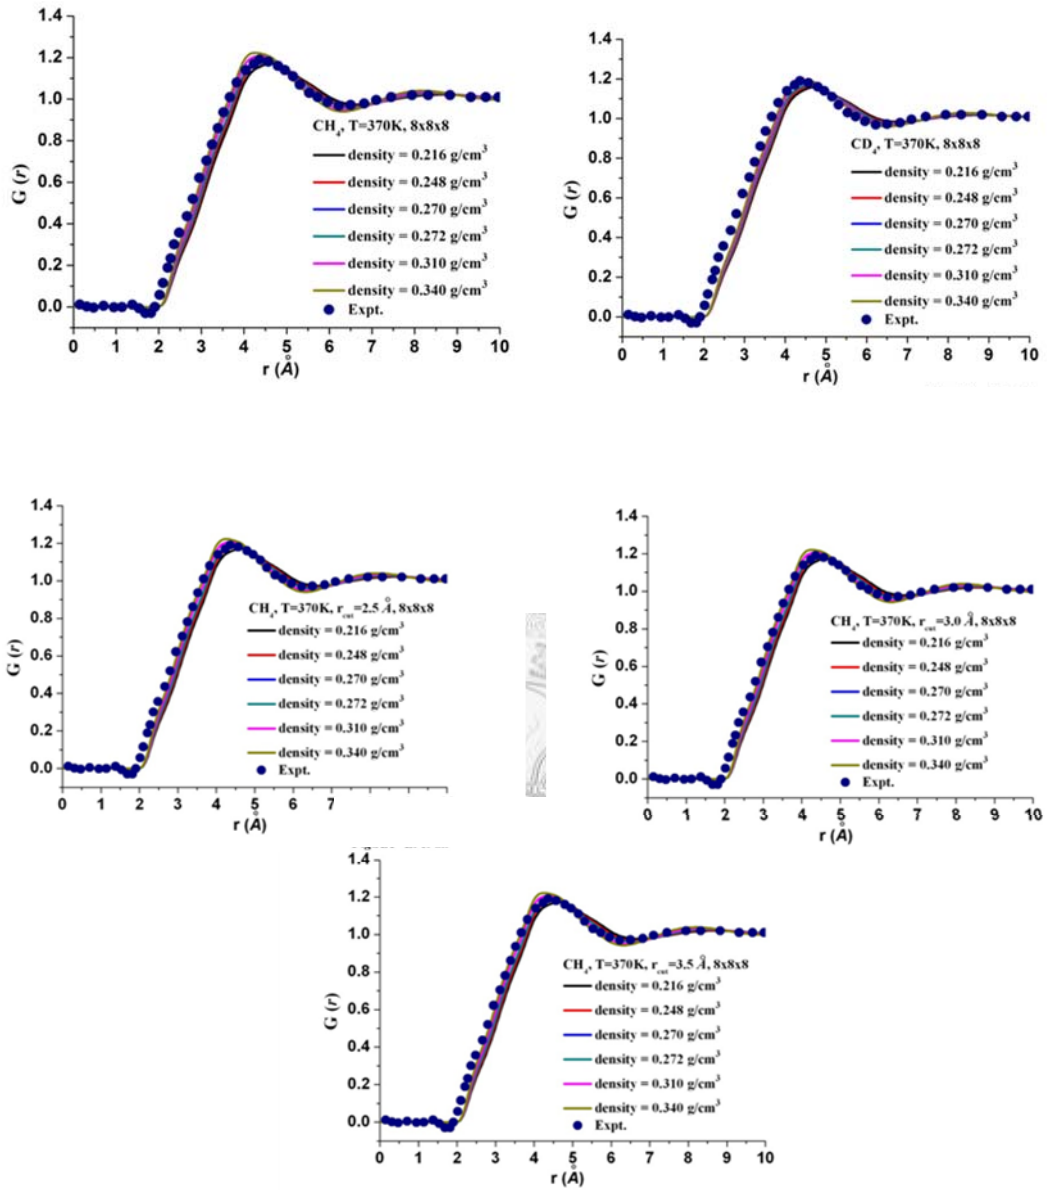 1.4
1.2
1.0
0.8
0.6
0.4
0.2
0.0
G (r)
CH4, T=370K, 8x8x8
density = 0.216 g/cm3
density = 0.248 g/cm3
density = 0.270 g/cm3
density = 0.272 g/cm3
density = 0.310 g/cm3
density = 0.340 g/cm3
Expt.
0 1 2 3 4 5 6 7 8 9 10
r (Å)
1.4
1.2
1.0
0.8
0.6
0.4
0.2
0.0
G (r)
CD4, T=370K, 8x8x8
density = 0.216 g/cm3
density = 0.248 g/cm3
density = 0.270 g/cm3
density = 0.272 g/cm3
density = 0.310 g/cm3
density = 0.340 g/cm3
Expt.
0 1 2 3 4 5 6 7 8 9 10
r (Å)
1.4
1.2
1.0
0.8
0.6
0.4
0.2
0.0
G (r)
CH4, T=370K, rcut=2.5 Å, 8x8x8
density = 0.216 g/cm3
density = 0.248 g/cm3
density = 0.270 g/cm3
density = 0.272 g/cm3
density = 0.310 g/cm3
density = 0.340 g/cm3
Expt.
0 1 2 3 4 5 6 7
r (Å)
1.4
1.2
1.0
0.8
0.6
0.4
0.2
0.0
G (r)
CH4, T=370K, rcut=3.0 Å, 8x8x8
density = 0.216 g/cm3
density = 0.248 g/cm3
density = 0.270 g/cm3
density = 0.272 g/cm3
density = 0.310 g/cm3
density = 0.340 g/cm3
Expt.
0 1 2 3 4 5 6 7 8 9 10
r (Å)
1.4
1.2
1.0
0.8
0.6
0.4
0.2
0.0
G (r)
CH4, T=370K, rcut=3.5 Å, 8x8x8
density = 0.216 g/cm3
density = 0.248 g/cm3
density = 0.270 g/cm3
density = 0.272 g/cm3
density = 0.310 g/cm3
density = 0.340 g/cm3
Expt.
0 1 2 3 4 5 6 7 8 9 10
r (Å)